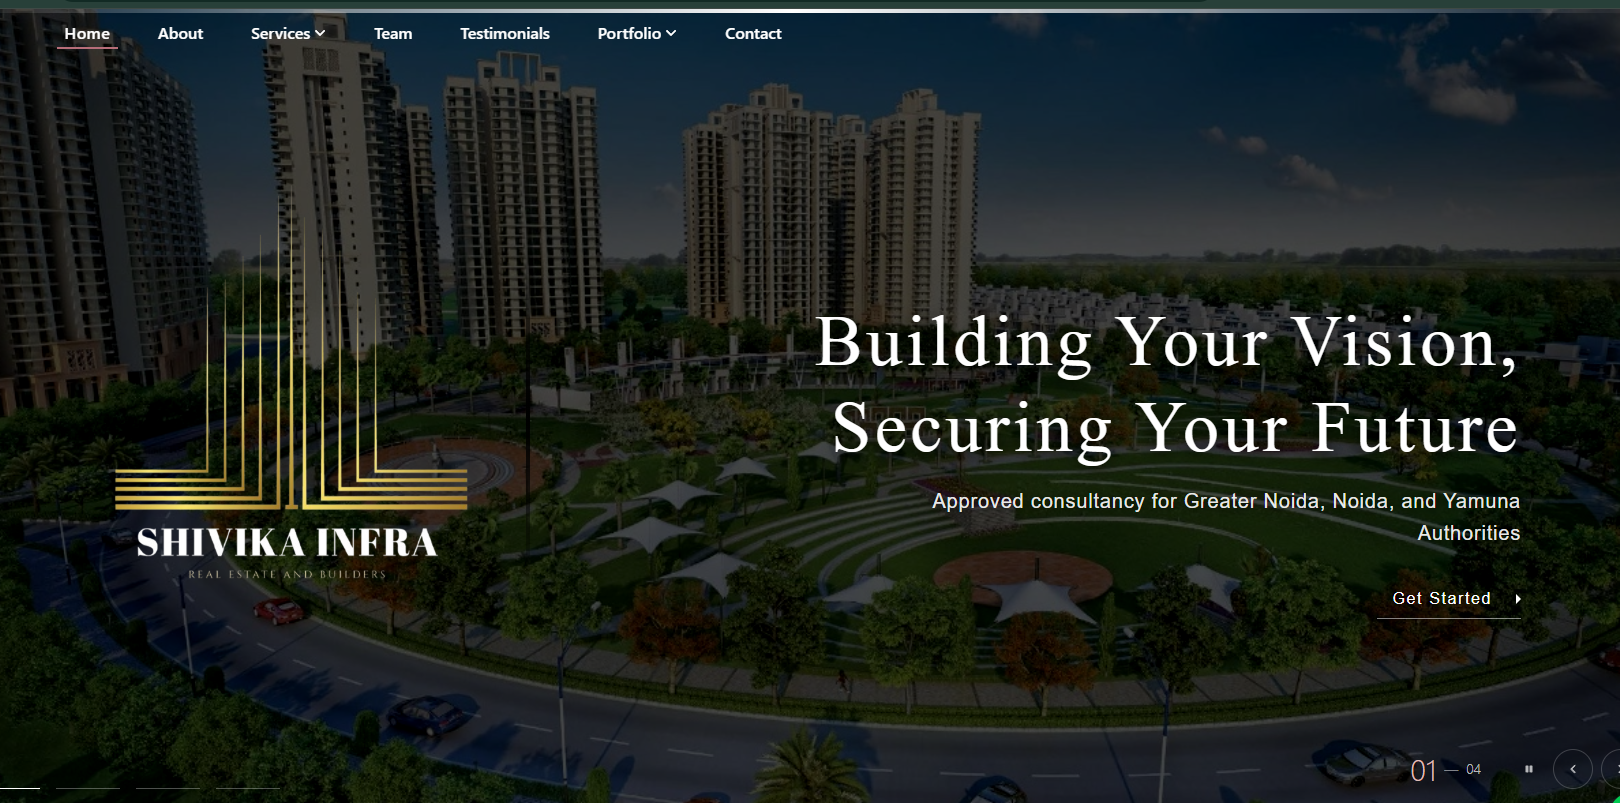 Home About Services Team Testimonials Portfolio Contact
SHIVIKA INFRA
REAL ESTATE AND BUILDERS
Building Your Vision,
Securing Your Future
Approved consultancy for Greater Noida, Noida, and Yamuna
Authorities
Get Started
01 — 04